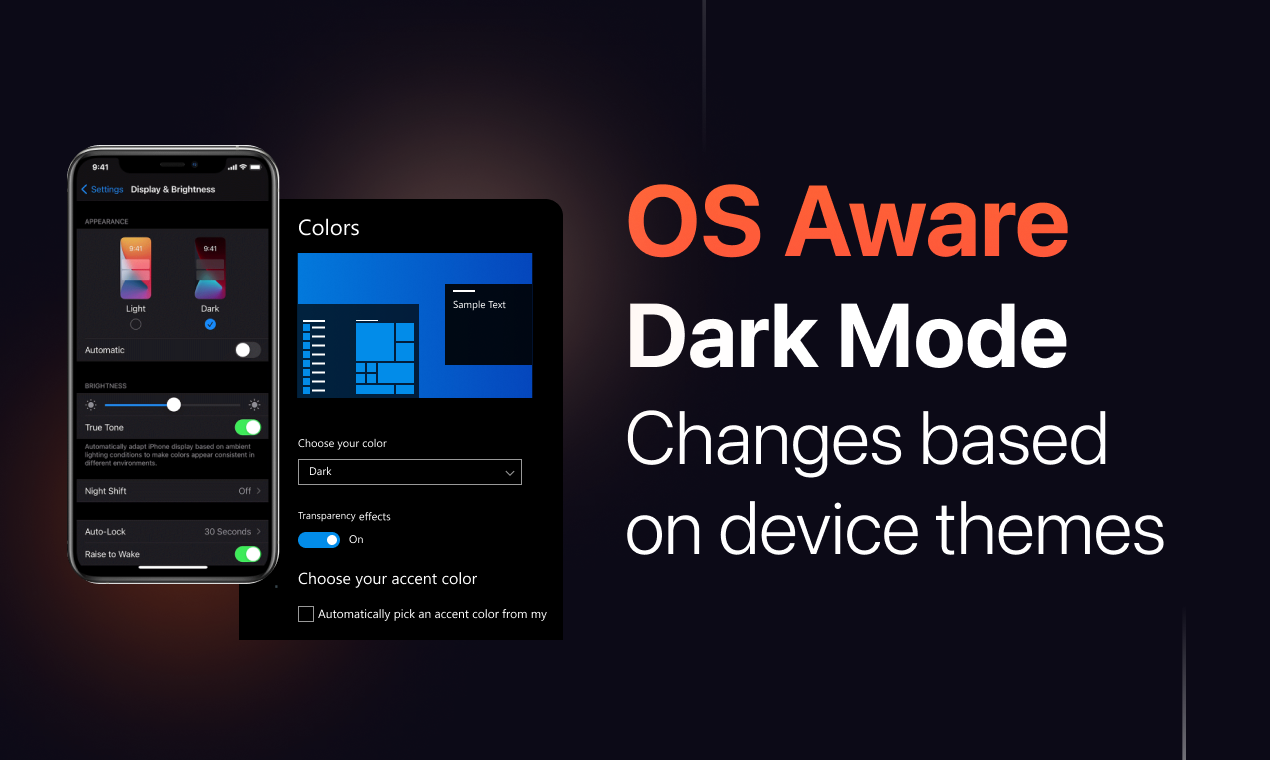 9:41
Settings Display & Brightness
APPEARANCE
9:41 9:41
Light Dark
Automatic
BRIGHTNESS
True Tone
Automatically adapt iPhone display based on ambient
lighting conditions to make colors appear consistent in
different environments.
Night Shift Off
Auto-Lock 30 Seconds
Raise to Wake
Colors
Sample Text
Choose your color
Dark
Transparency effects
On
Choose your accent color
Automatically pick an accent color from my
OS Aware
Dark Mode
Changes based
on device themes